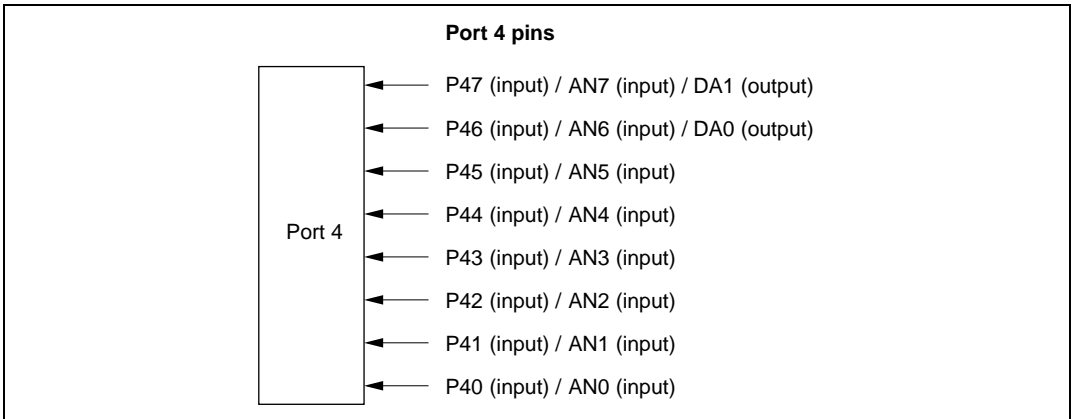 Port 4 pins
P47 (input) / AN7 (input) / DA1 (output)
P46 (input) / AN6 (input) / DA0 (output)
P45 (input) / AN5 (input)
P44 (input) / AN4 (input)
Port 4
P43 (input) / AN3 (input)
P42 (input) / AN2 (input)
P41 (input) / AN1 (input)
P40 (input) / AN0 (input)